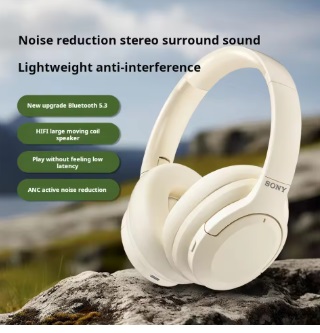 Noise reduction stereo surround sound
Lightweight anti-interference
New upgrade Bluetooth 5.3
HIFI large moving coil
speaker
Play without feeling low
latency
ANC active noise reduction
SONY